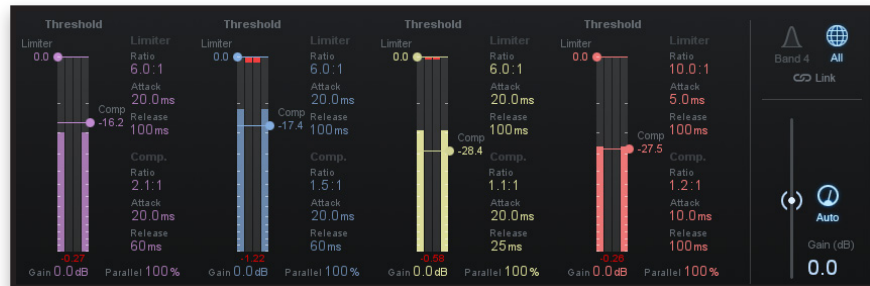 Threshold
Limiter
0.0
Limiter
Ratio
6.0:1
Attack
20.0ms
Release
100ms
Comp
-16.2
Comp.
Ratio
2.1:1
Attack
20.0ms
Release
60ms
-0.27
Gain 0.0dB Parallel 100%
Threshold
Limiter
0.0
Limiter
Ratio
6.0:1
Attack
20.0ms
Release
100ms
Comp
-17.4
Comp.
Ratio
1.5:1
Attack
20.0ms
Release
60ms
-1.22
Gain 0.0dB Parallel 100%
Threshold
Limiter
0.0
Limiter
Ratio
6.0:1
Attack
20.0ms
Release
100ms
Comp
-28.4
Comp.
Ratio
1.1:1
Attack
20.0ms
Release
25ms
-0.58
Gain 0.0dB Parallel 100%
Threshold
Limiter
0.0
Limiter
Ratio
10.0:1
Attack
5.0ms
Release
100ms
Comp
-27.5
Comp.
Ratio
1.2:1
Attack
10.0ms
Release
100ms
-0.26
Gain 0.0dB Parallel 100%
Band 4 All
Link
Auto
Gain (dB)
0.0